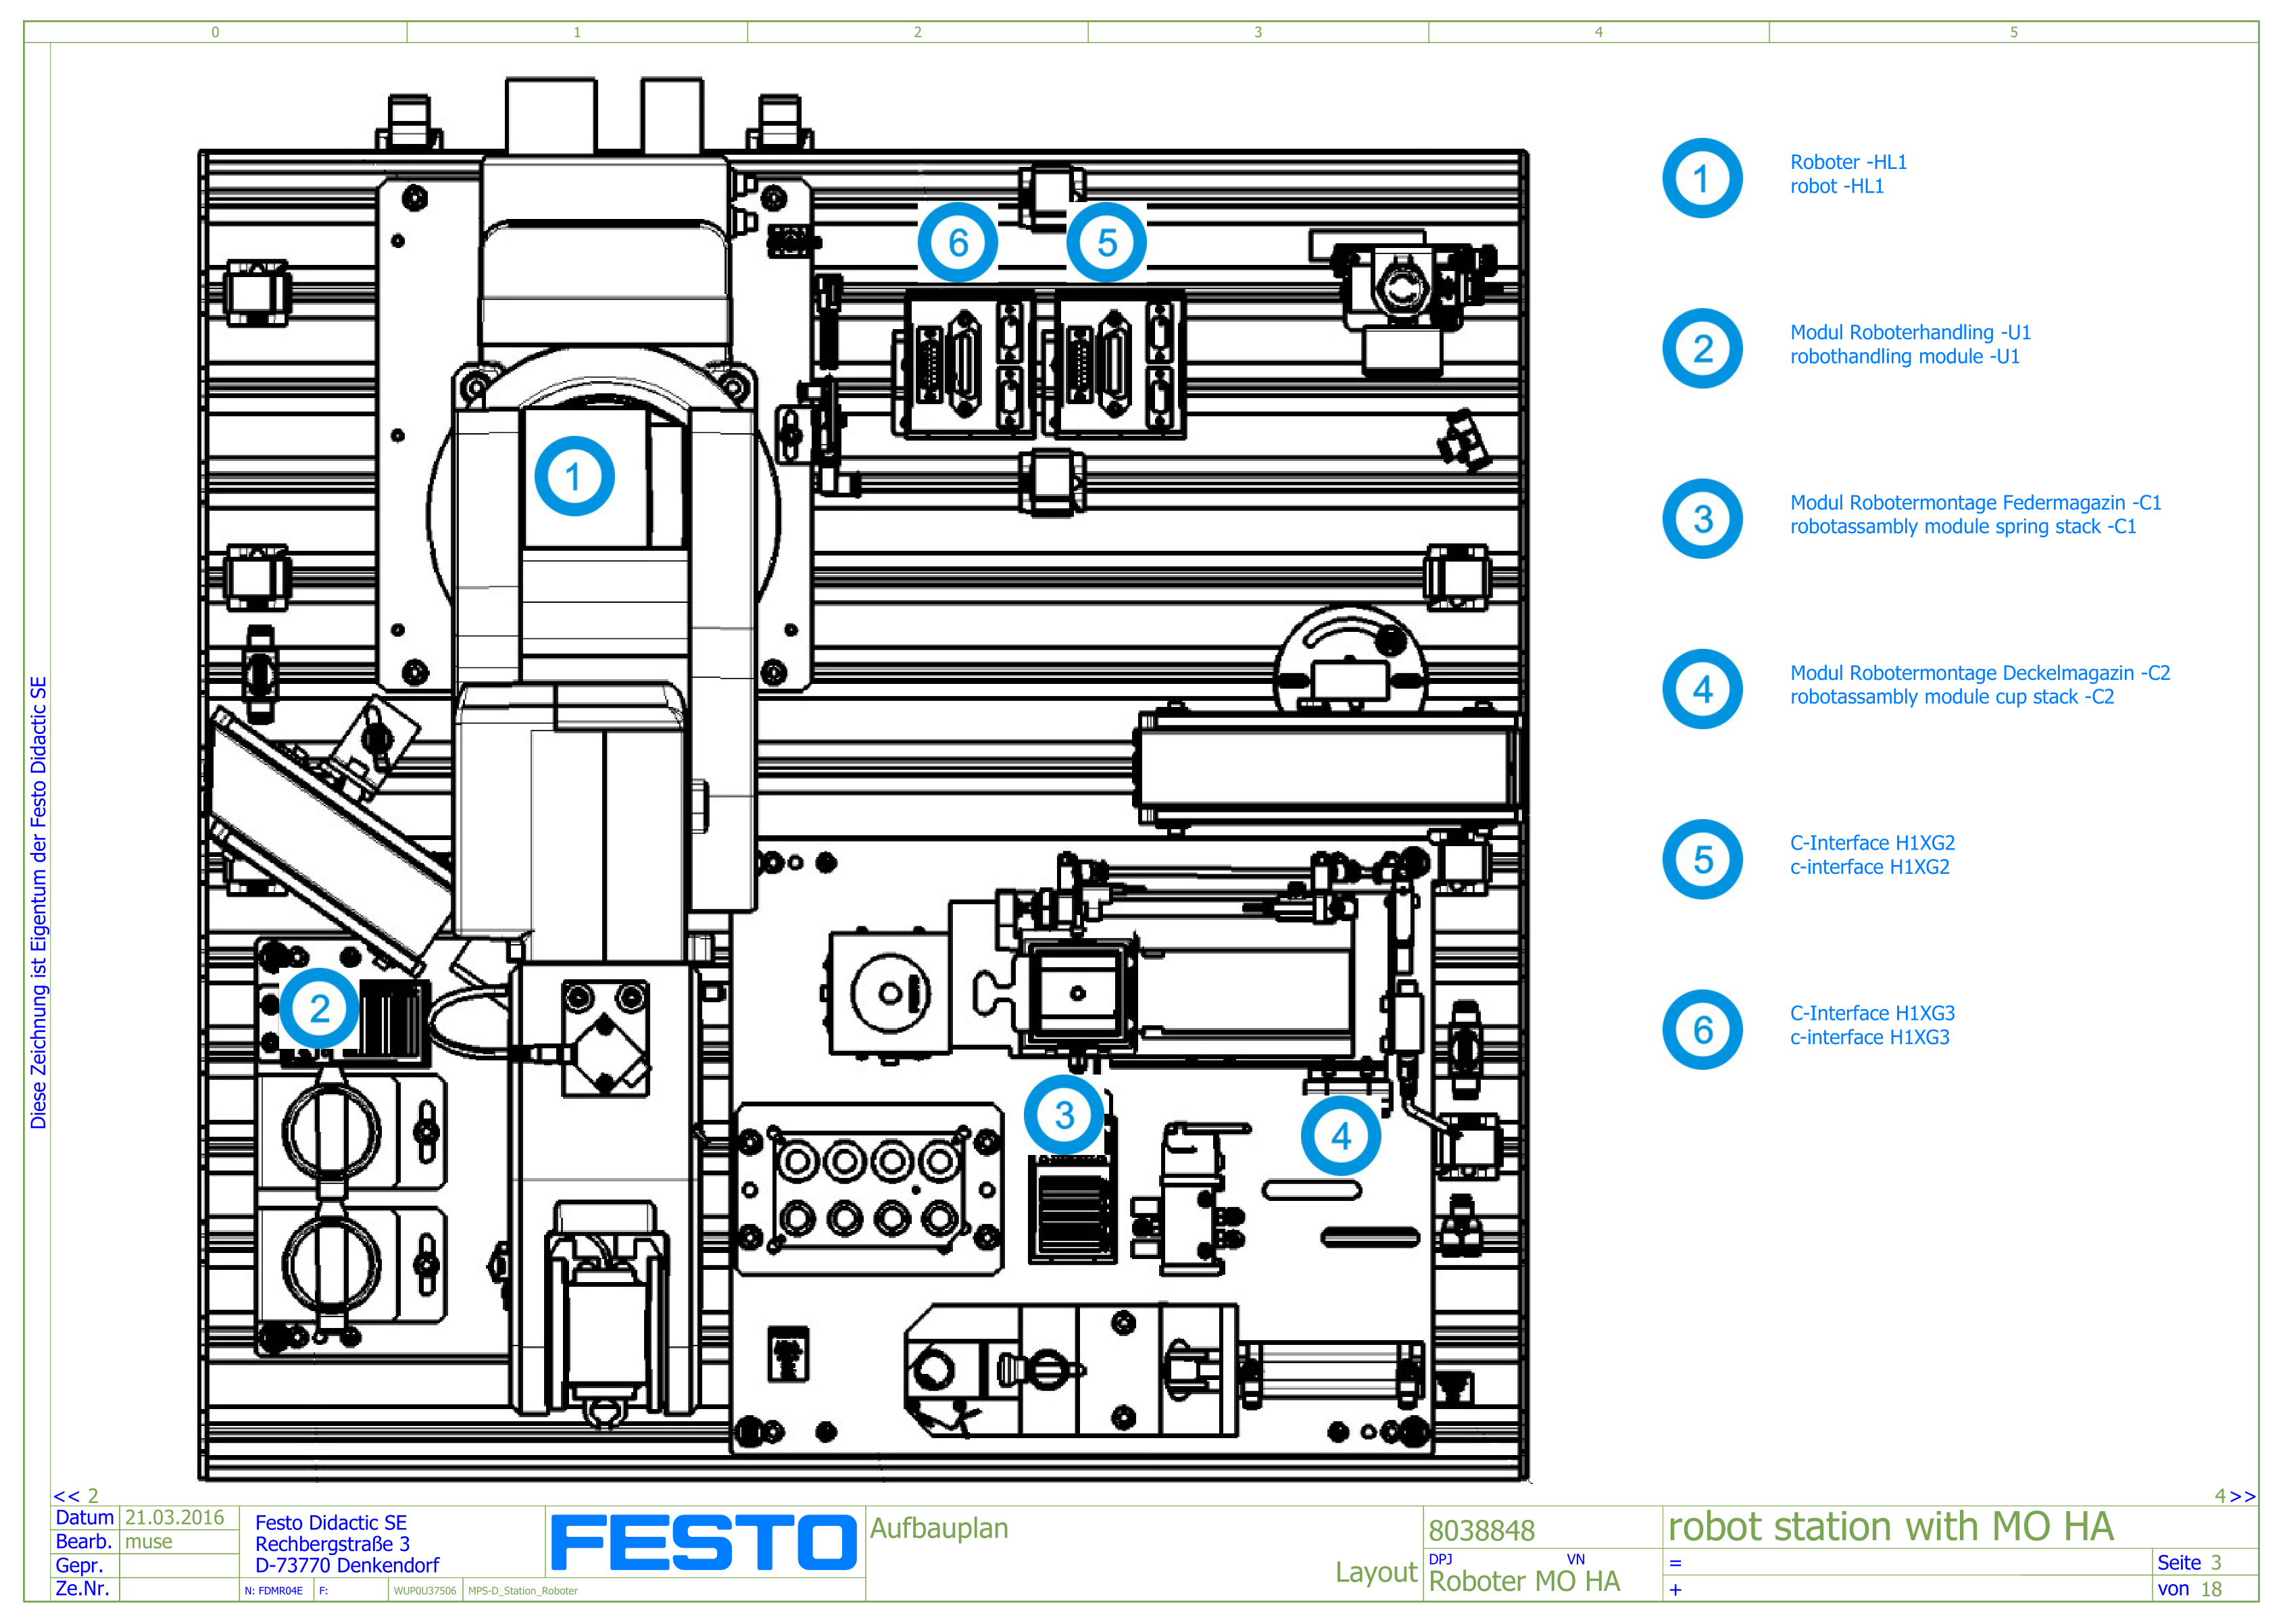 0 1 2 3 4 5
6 5
1
2
3
4
1 Roboter -HL1
robot -HL1
2 Modul Roboterhandling -U1
robothandling module -U1
3 Modul Robotermontage Federmagazin -C1
robotassambly module spring stack -C1
4 Modul Robotermontage Deckelmagazin -C2
robotassambly module cup stack -C2
5 C-Interface H1XG2
c-interface H1XG2
6 C-Interface H1XG3
c-interface H1XG3
Diese Zeichnung ist Eigentum der Festo Didactic SE
<< 2
4 >>
Datum 21.03.2016
Bearb. muse
Gepr.
Ze.Nr.
Festo Didactic SE
Rechbergstraße 3
D-73770 Denkendorf
N: FDMR04E F: WUP0U37506 MPS-D_Station_Roboter
FESTO
Aufbauplan
Layout
8038848
DPJ VN
Roboter MO HA
robot station with MO HA
=
+
Seite 3
von 18